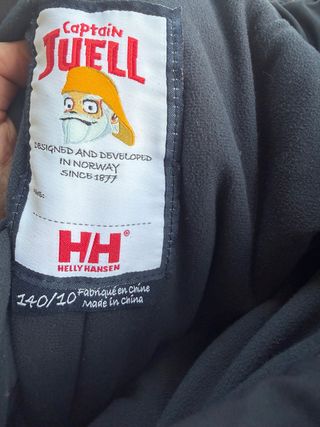 Captain
JUELL
DESIGNED AND DEVELOPED
IN NORWAY
SINCE 1877
HH®
HELLY HANSEN
140/10 Fabriqué en Chine
Made in China